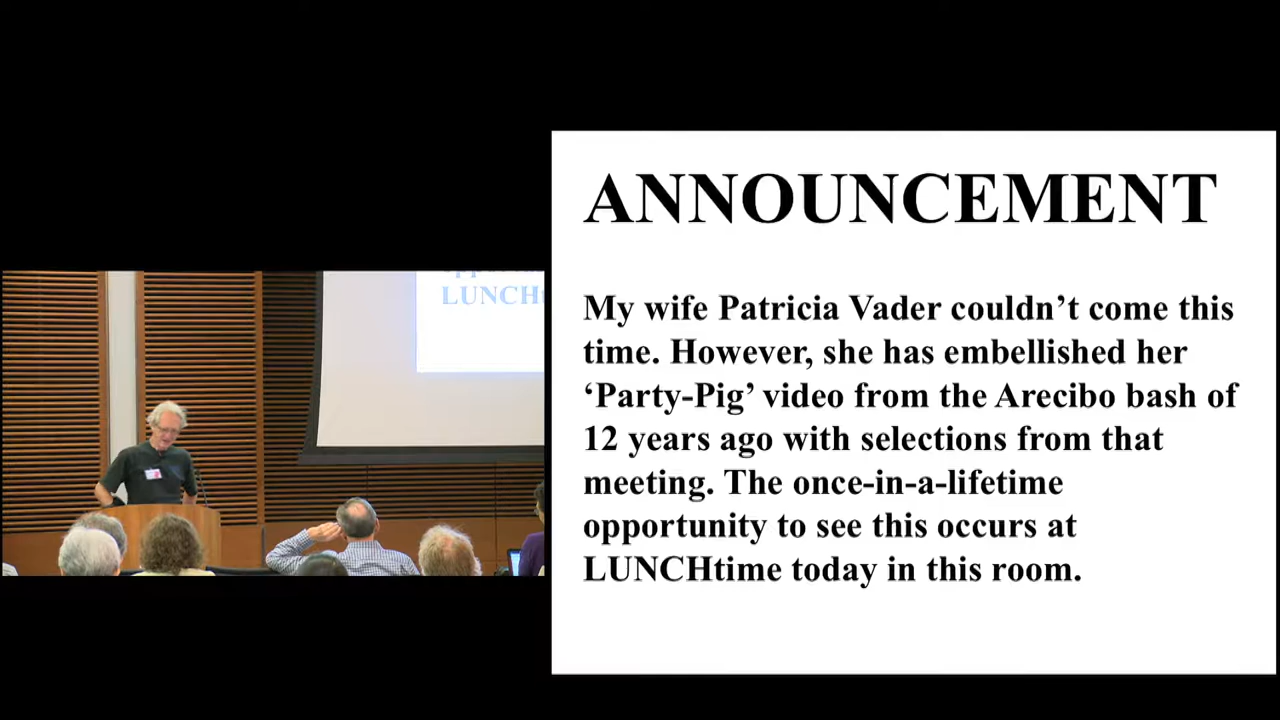 ANNOUNCEMENT
My wife Patricia Vader couldn’t come this
time. However, she has embellished her
‘Party-Pig’ video from the Arecibo bash of
12 years ago with selections from that
meeting. The once-in-a-lifetime
opportunity to see this occurs at
LUNCHtime today in this room.
LUNCH